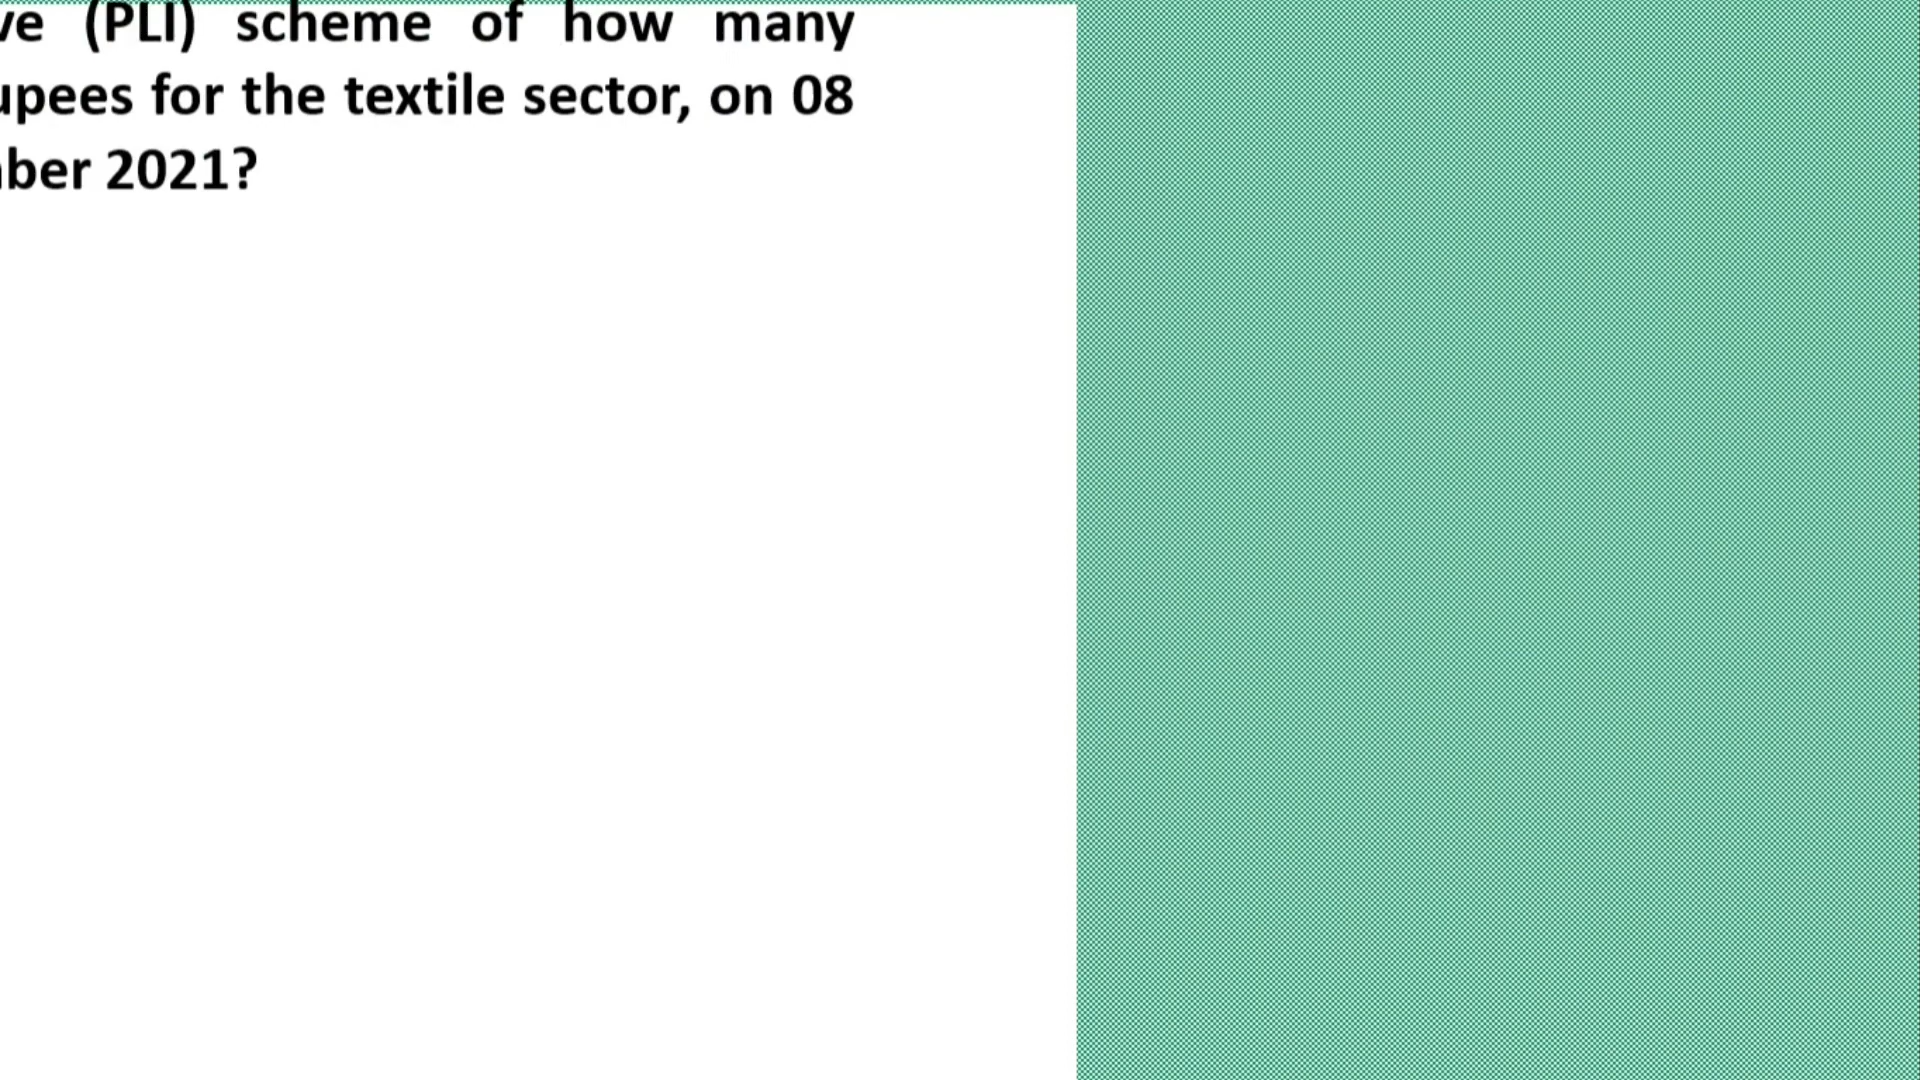 ve (PLI) scheme of how many
upees for the textile sector, on 08
ber 2021?